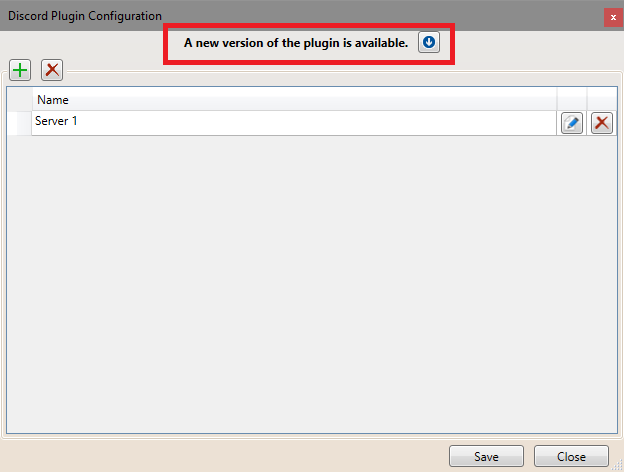 Discord Plugin Configuration
x
A new version of the plugin is available.
Name
Server 1
Save
Close